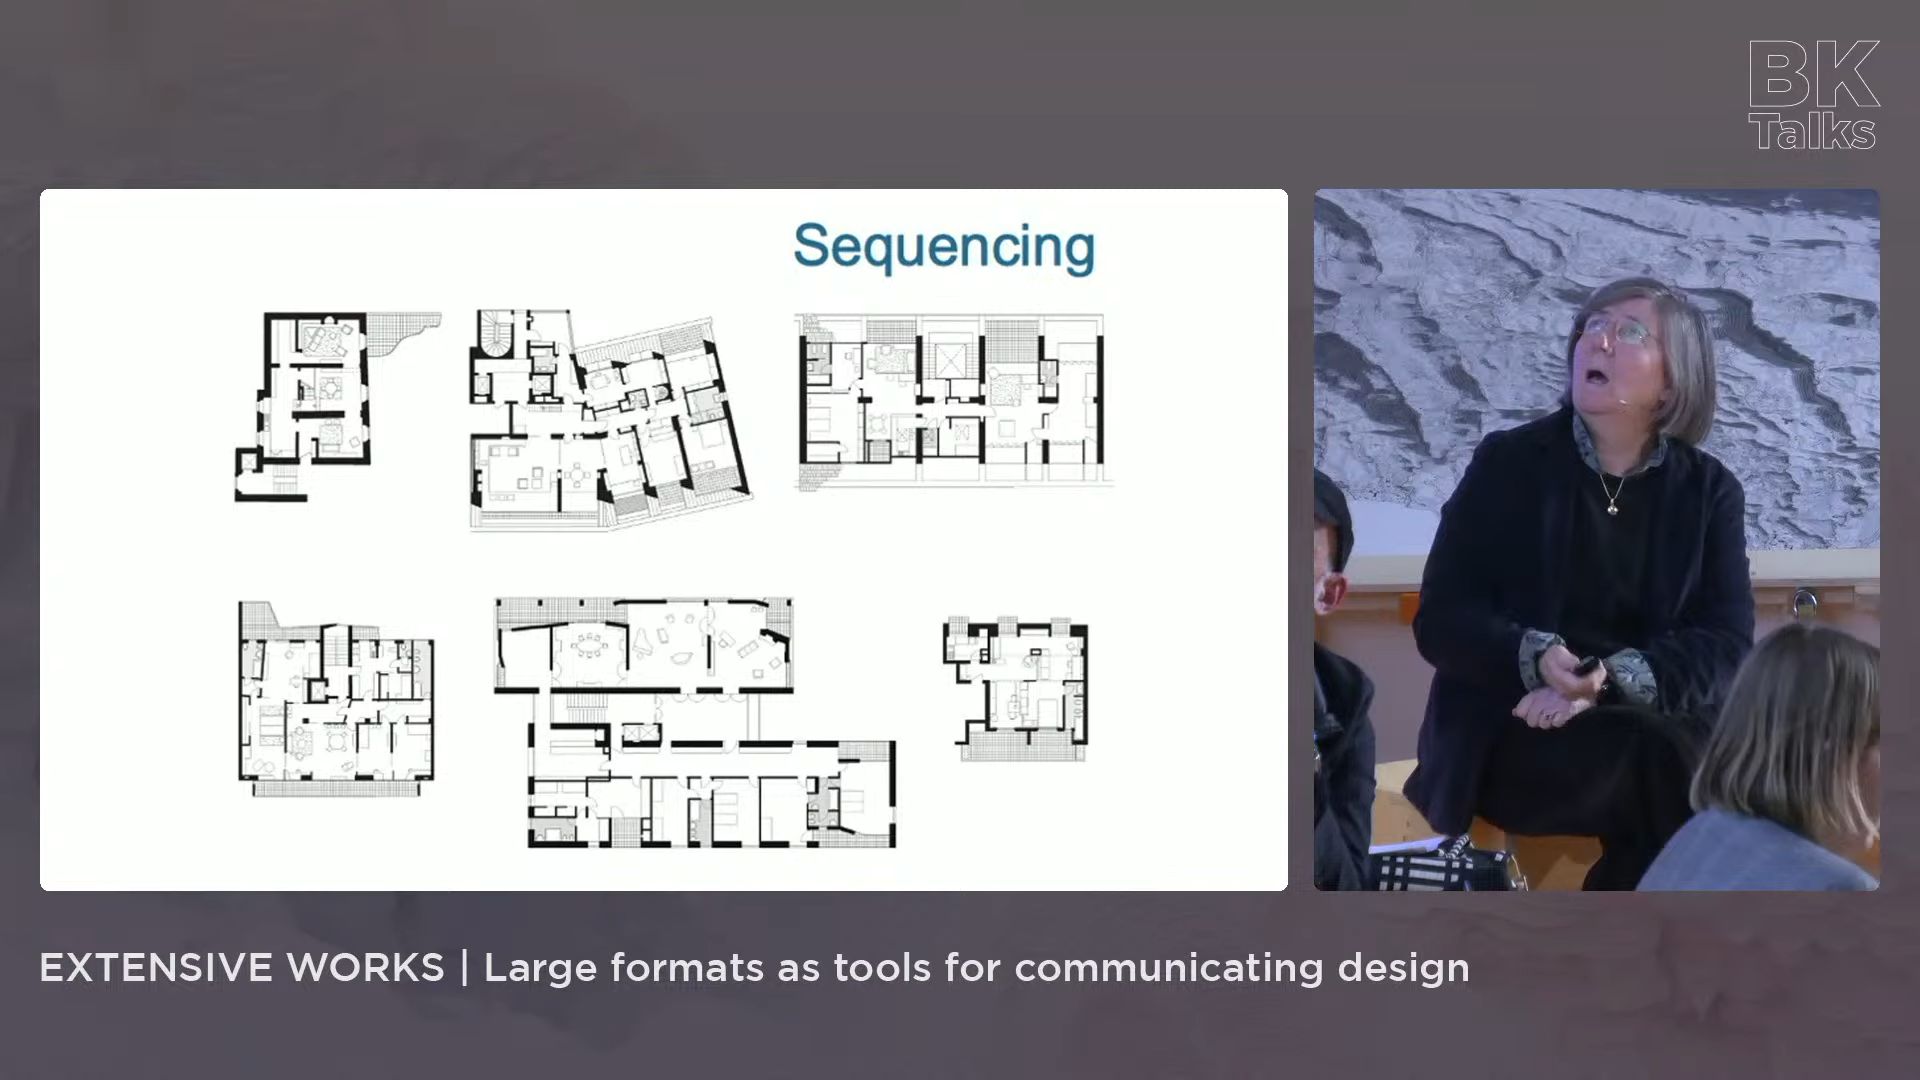 BK
Talks
Sequencing
EXTENSIVE WORKS | Large formats as tools for communicating design